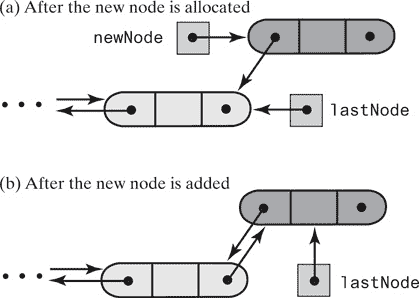 (a) After the new node is allocated
newNode
lastNode
(b) After the new node is added
lastNode